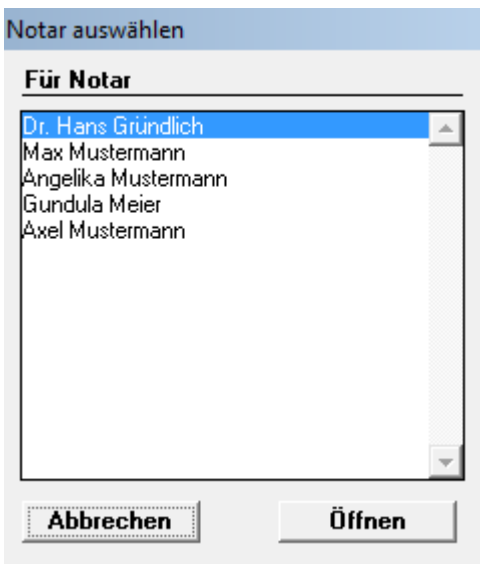 Notar auswählen
Für Notar
Dr. Hans Gründlich
Max Mustermann
Angelika Mustermann
Gundula Meier
Axel Mustermann
Abbrechen Öffnen